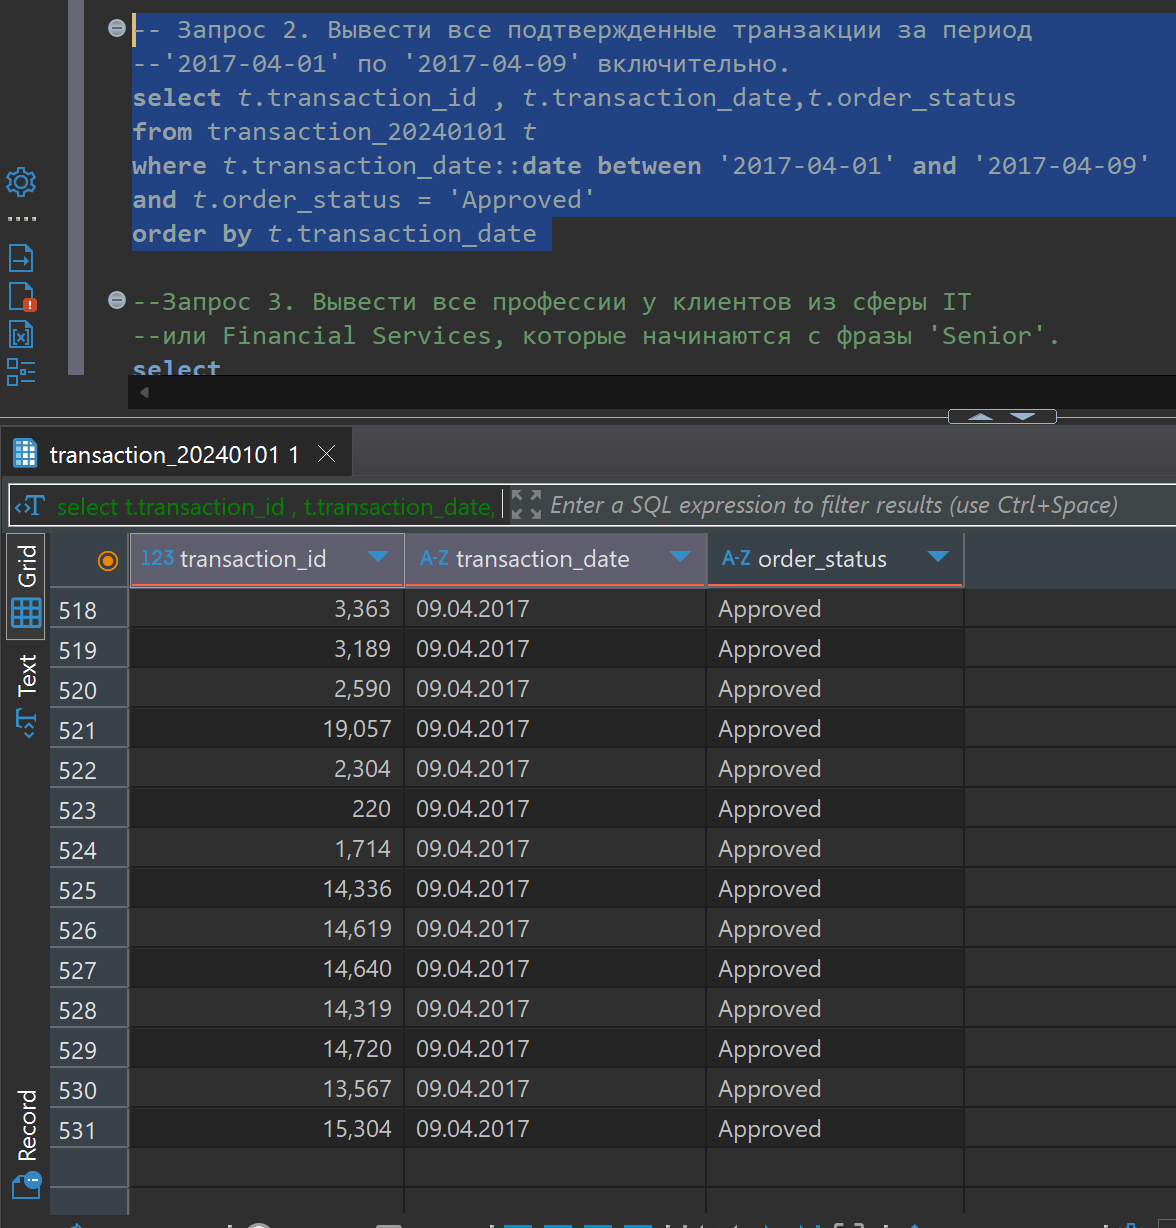 -- Запрос 2. Вывести все подтвержденные транзакции за период
--'2017-04-01' по '2017-04-09' включительно.
select t.transaction_id , t.transaction_date,t.order_status
from transaction_20240101 t
where t.transaction_date::date between '2017-04-01' and '2017-04-09'
and t.order_status = 'Approved'
order by t.transaction_date
--Запрос 3. Вывести все профессии у клиентов из сферы IT
--или Financial Services, которые начинаются с фразы 'Senior'.
select
transaction_20240101 1
select t.transaction_id , t.transaction_date, Enter a SQL expression to filter results (use Ctrl+Space)
Grid
Text
Record
123 transaction_id A-Z transaction_date A-Z order_status
518 3,363 09.04.2017 Approved
519 3,189 09.04.2017 Approved
520 2,590 09.04.2017 Approved
521 19,057 09.04.2017 Approved
522 2,304 09.04.2017 Approved
523 220 09.04.2017 Approved
524 1,714 09.04.2017 Approved
525 14,336 09.04.2017 Approved
526 14,619 09.04.2017 Approved
527 14,640 09.04.2017 Approved
528 14,319 09.04.2017 Approved
529 14,720 09.04.2017 Approved
530 13,567 09.04.2017 Approved
531 15,304 09.04.2017 Approved